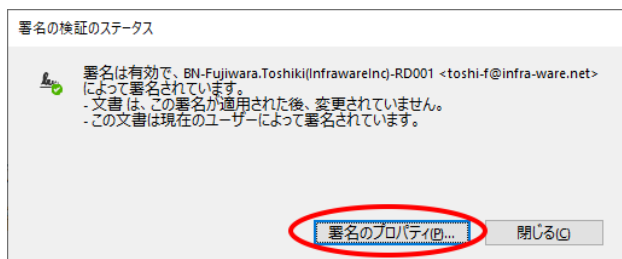 署名の検証のステータス
署名は有効で、BN-Fujiwara.Toshiki(InfrawareInc)-RD001 <toshi-f@infra-ware.net>
によって署名されています。
- 文書 は、この署名が適用された後、変更されていません。
- この文書は現在のユーザーによって署名されています。
署名のプロパティ(P)... 閉じる(C)